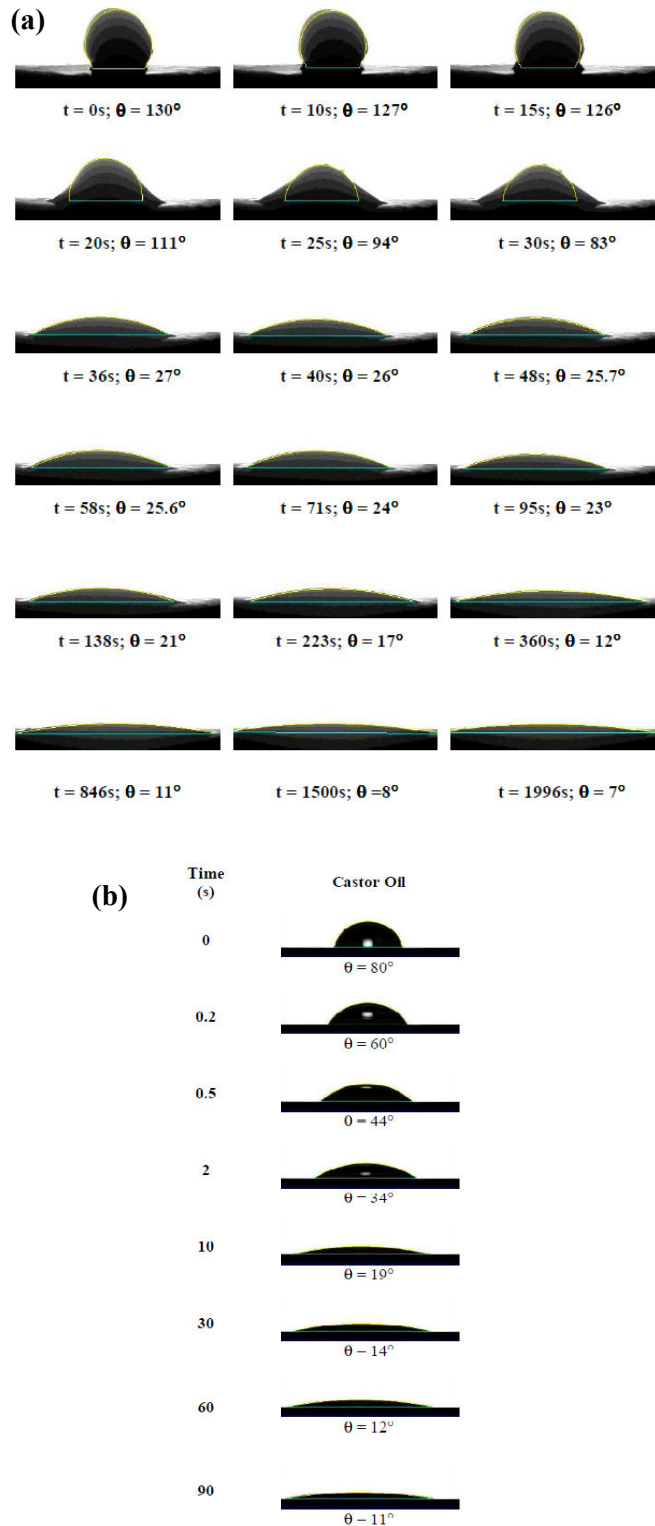 (a)
t = 0s; θ = 130°
t = 10s; θ = 127°
t = 15s; θ = 126°
t = 20s; θ = 111°
t = 25s; θ = 94°
t = 30s; θ = 83°
t = 36s; θ = 27°
t = 40s; θ = 26°
t = 48s; θ = 25.7°
t = 58s; θ = 25.6°
t = 71s; θ = 24°
t = 95s; θ = 23°
t = 138s; θ = 21°
t = 223s; θ = 17°
t = 360s; θ = 12°
t = 846s; θ = 11°
t = 1500s; θ =8°
t = 1996s; θ = 7°
(b)
Time
(s)
Castor Oil
0
θ = 80°
0.2
θ = 60°
0.5
θ = 44°
2
θ – 34°
10
θ = 19°
30
θ – 14°
60
θ = 12°
90
θ – 11°